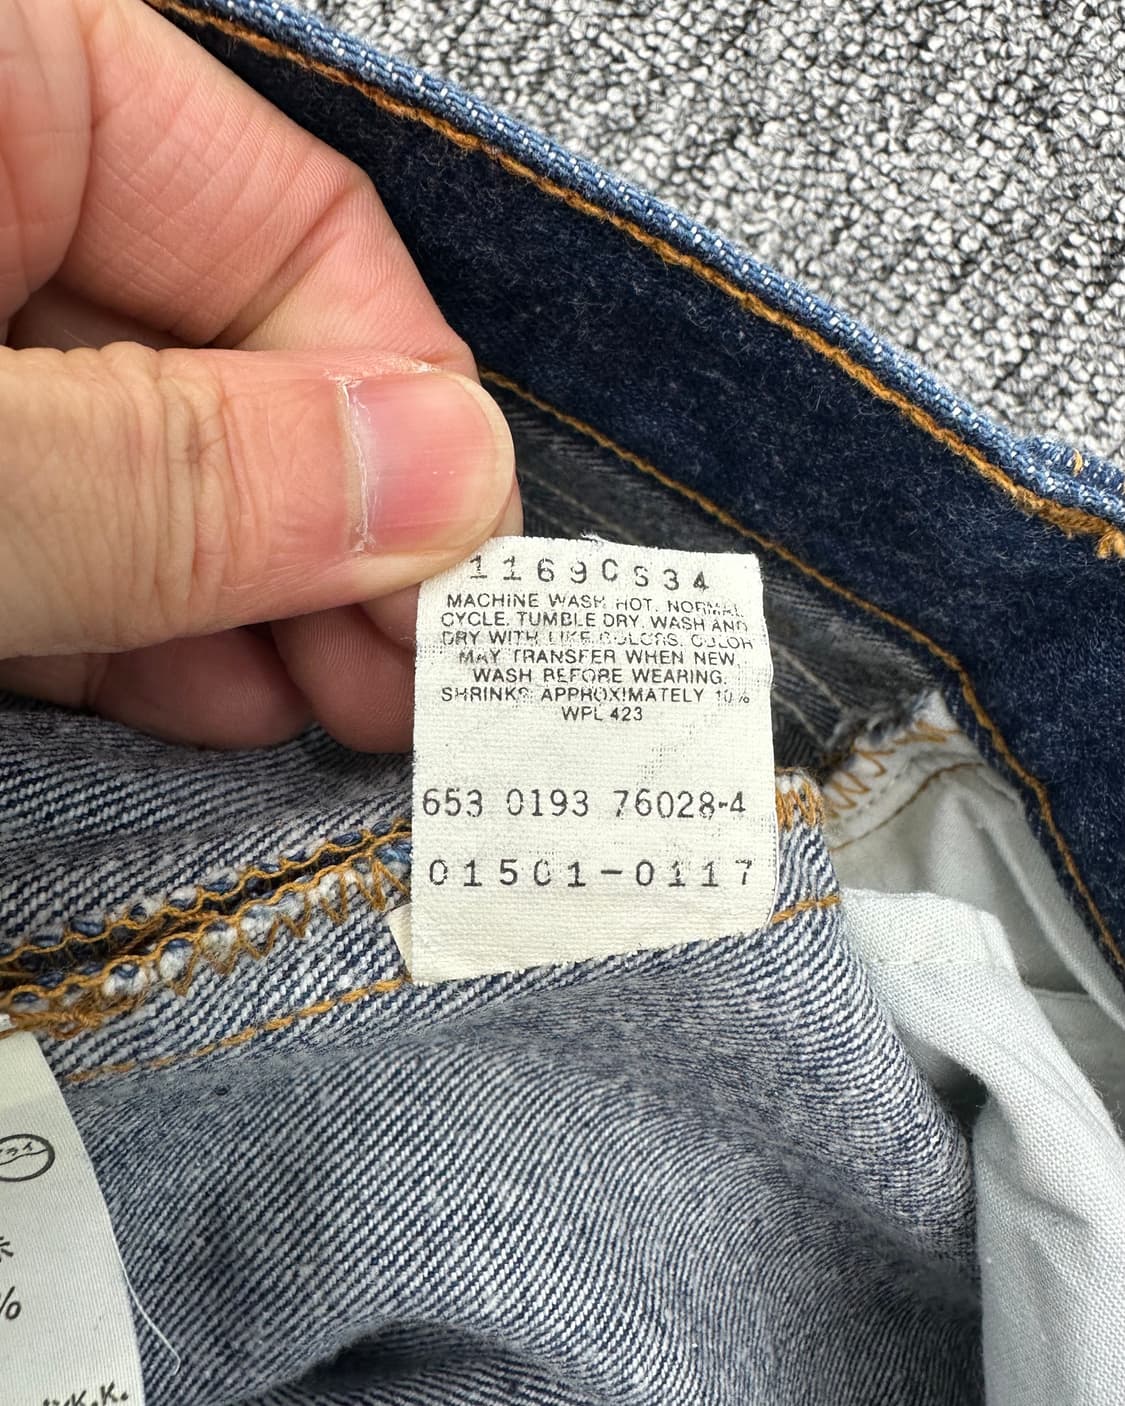 1169CS34
MACHINE WASH HOT, NORMAL
CYCLE. TUMBLE DRY. WASH AND
DRY WITH LIKE COLORS. COLOR
MAY TRANSFER WHEN NEW,
WASH BEFORE WEARING.
SHRINKS APPROXIMATELY 10%
WPL 423
653 0193 76028-4
01501-0117
%
K.K.